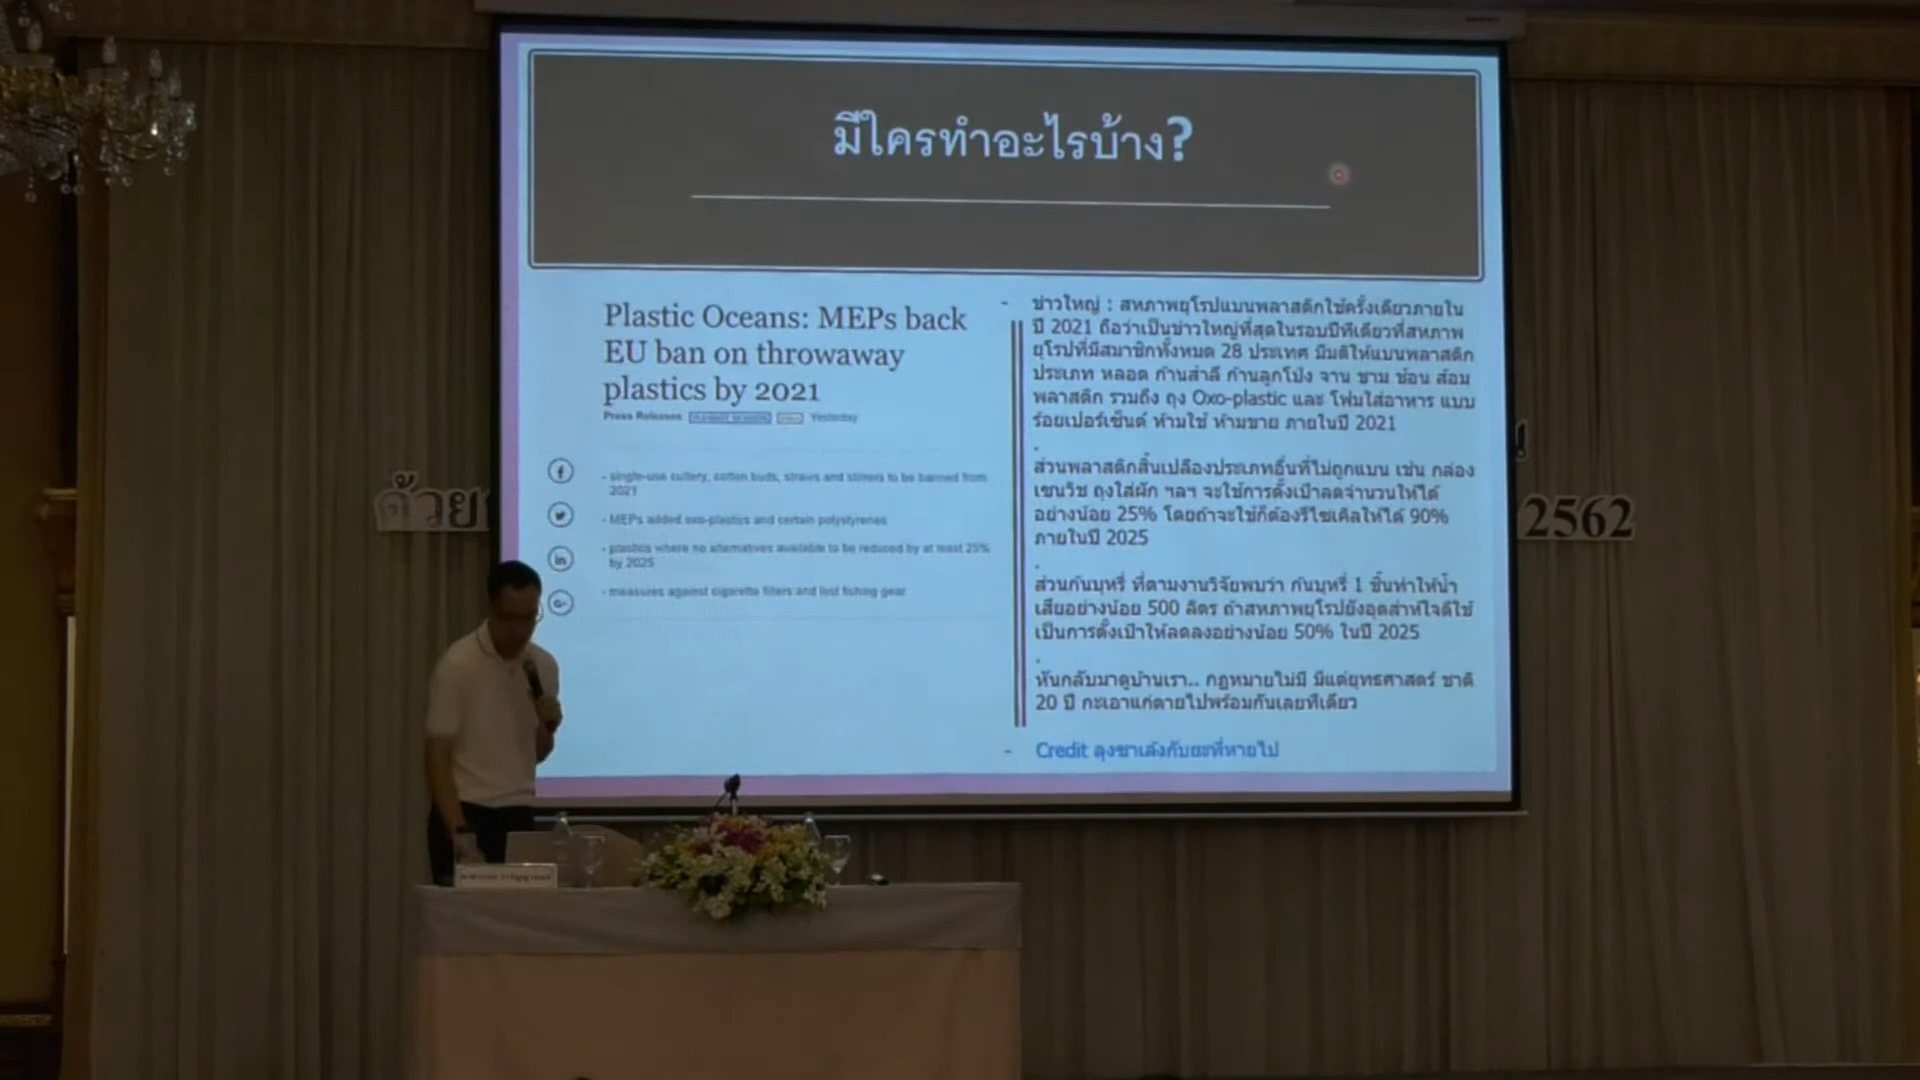 มีใครทำอะไรบ้าง?
Plastic Oceans: MEPs back
EU ban on throwaway
plastics by 2021
Press Releases Yesterday
- single-use cutlery, cotton buds, straws and stirrers to be banned from
2021
- MEPs added oxo-plastics and certain polystyrenes
- plastics where no alternatives available to be reduced by at least 25%
by 2025
- measures against cigarette filters and lost fishing gear
- ข่าวใหญ่ : สหภาพยุโรปแบนพลาสติกใช้ครั้งเดียวภายใน
ปี 2021 ถือว่าเป็นข่าวใหญ่ที่สุดในรอบปีทีเดียวที่สหภาพ
ยุโรปที่มีสมาชิกทั้งหมด 28 ประเทศ มีมติให้แบนพลาสติก
ประเภท หลอด ก้านสำลี ก้านลูกโป่ง จาน ชาม ช้อน ส้อม
พลาสติก รวมถึง ถุง Oxo-plastic และ โฟมใส่อาหาร แบบ
ร้อยเปอร์เซ็นต์ ห้ามใช้ ห้ามขาย ภายในปี 2021
.
ส่วนพลาสติกสิ้นเปลืองประเภทอื่นที่ไม่ถูกแบน เช่น กล่อง
แซนวิช ถุงใส่ผัก ฯลฯ จะใช้การตั้งเป้าลดจำนวนให้ได้
อย่างน้อย 25% โดยถ้าจะใช้ก็ต้องรีไซเคิลให้ได้ 90%
ภายในปี 2025
.
ส่วนก้นบุหรี่ ที่ตามงานวิจัยพบว่า ก้นบุหรี่ 1 ชิ้นทำให้น้ำ
เสียอย่างน้อย 500 ลิตร ถ้าสหภาพยุโรปยังอุตส่าห์ใจดีใช้
เป็นการตั้งเป้าให้ลดลงอย่างน้อย 50% ในปี 2025
.
หันกลับมาดูบ้านเรา.. กฎหมายไม่มี มีแต่ยุทธศาสตร์ ชาติ
20 ปี กะเอาแก่ตายไปพร้อมกันเลยทีเดียว
- Credit ลุงซาเล้งกับขยะที่หายไป
ด้วย
2562